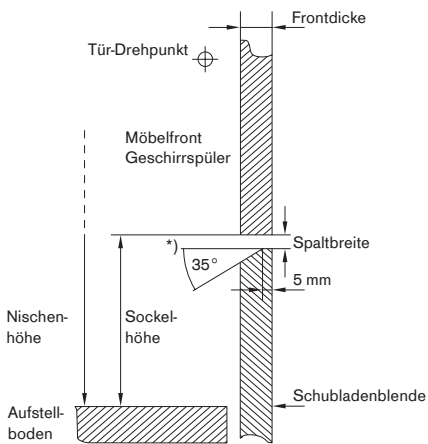 Frontdicke
Tür-Drehpunkt
Möbelfront
Geschirrspüler
*)
Spaltbreite
35°
5 mm
Nischen-
höhe
Sockel-
höhe
Schubladenblende
Aufstell-
boden